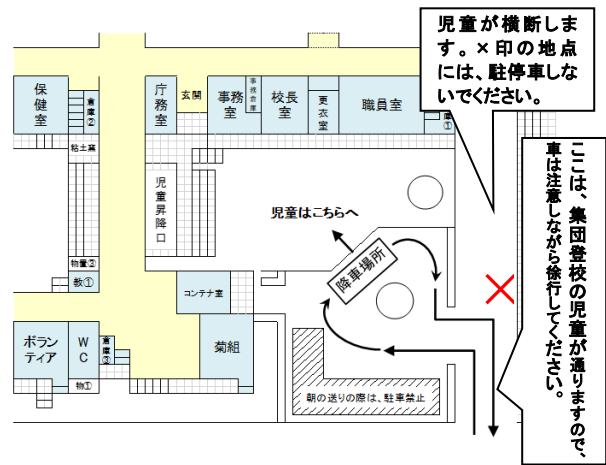 児童が横断しま
す。×印の地点
には、駐停車しな
いでください。
ここは、集団登校の児童が通りますので、
車は注意しながら徐行してください。
保健室
倉庫②
庁務室
玄関
事務室
事務倉庫
校長室
更衣室
職員室
庫①
粘土室
児童昇降口
児童はこちらへ
降車場所
物置②
教①
コンテナ室
ボラン
ティア
WC
倉庫③
菊組
物①
朝の送りの際は、駐車禁止